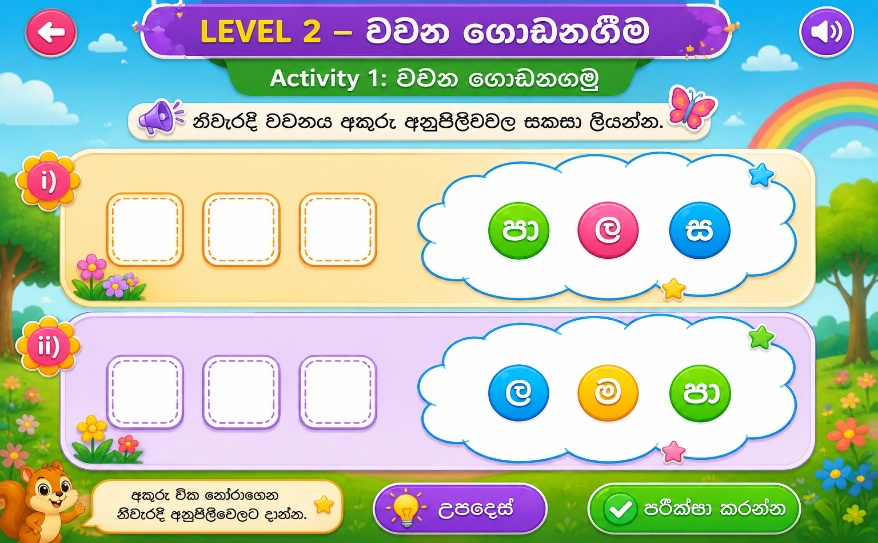 LEVEL 2 – වචන ගොඩනගීම
Activity 1: වචන ගොඩනගමු
නිවැරදි වචනය අකුරු අනුපිලිවවල සකසා ලියන්න.
i)
පා ල ස
ii)
ල ම පා
අකුරු ටික තෝරාගෙන
නිවැරදි අනුපිලිවෙලට දාන්න.
උපදෙස්
පරීක්සා කරන්න